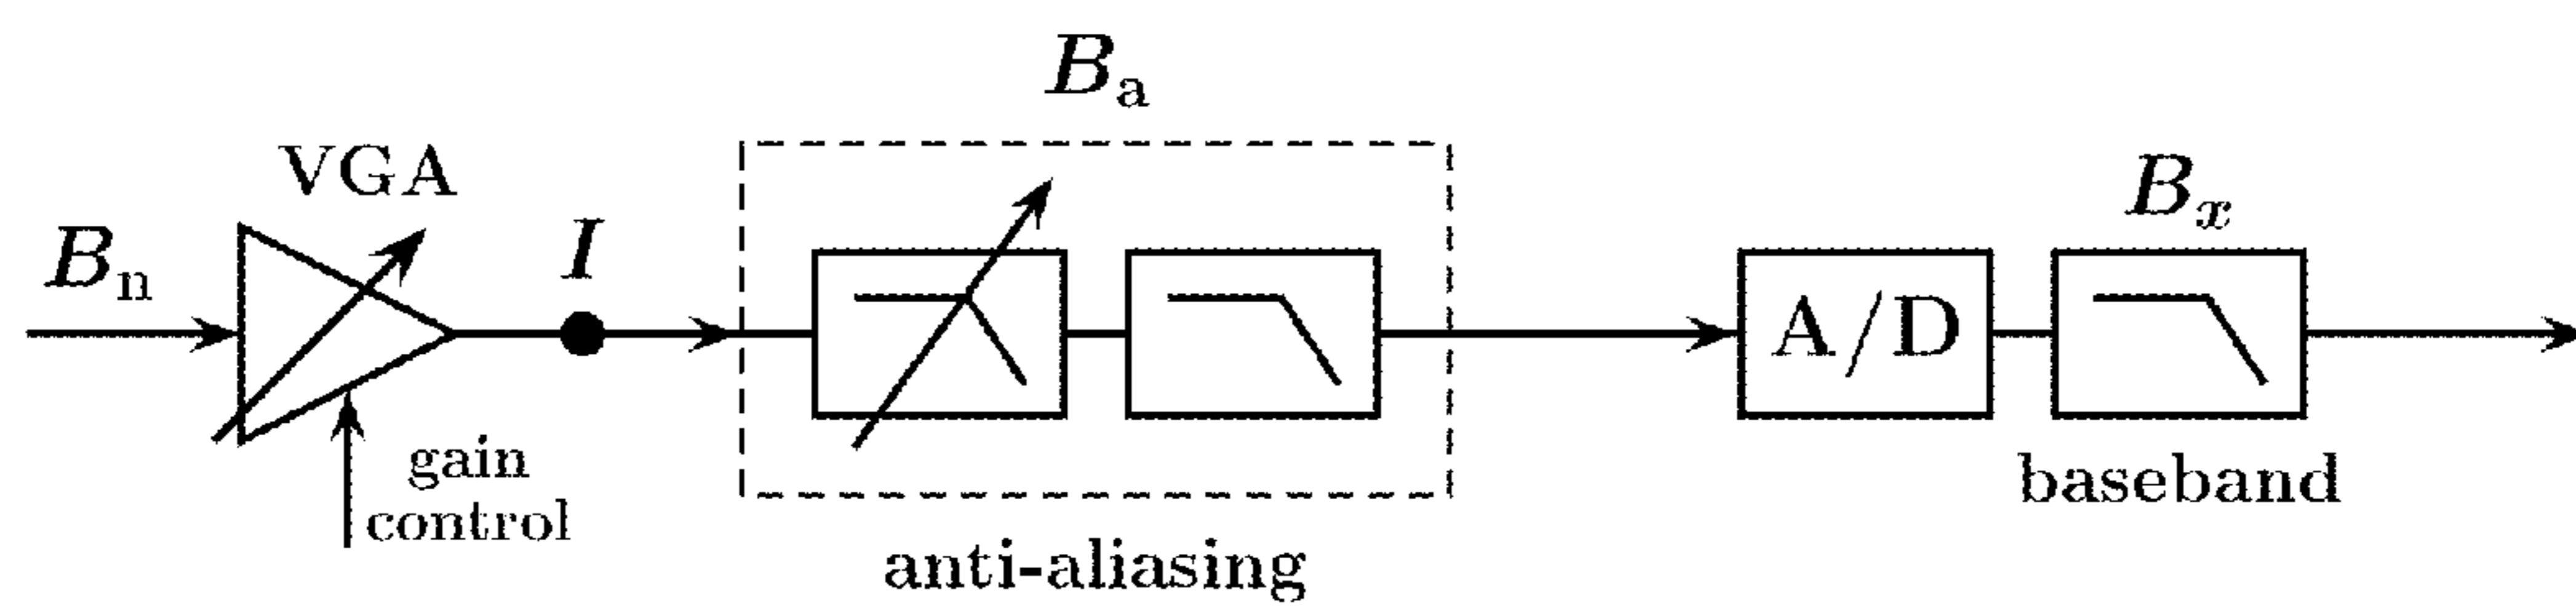 B_a
VGA
B_n
I
B_x
A/D
gain
control
baseband
anti-aliasing